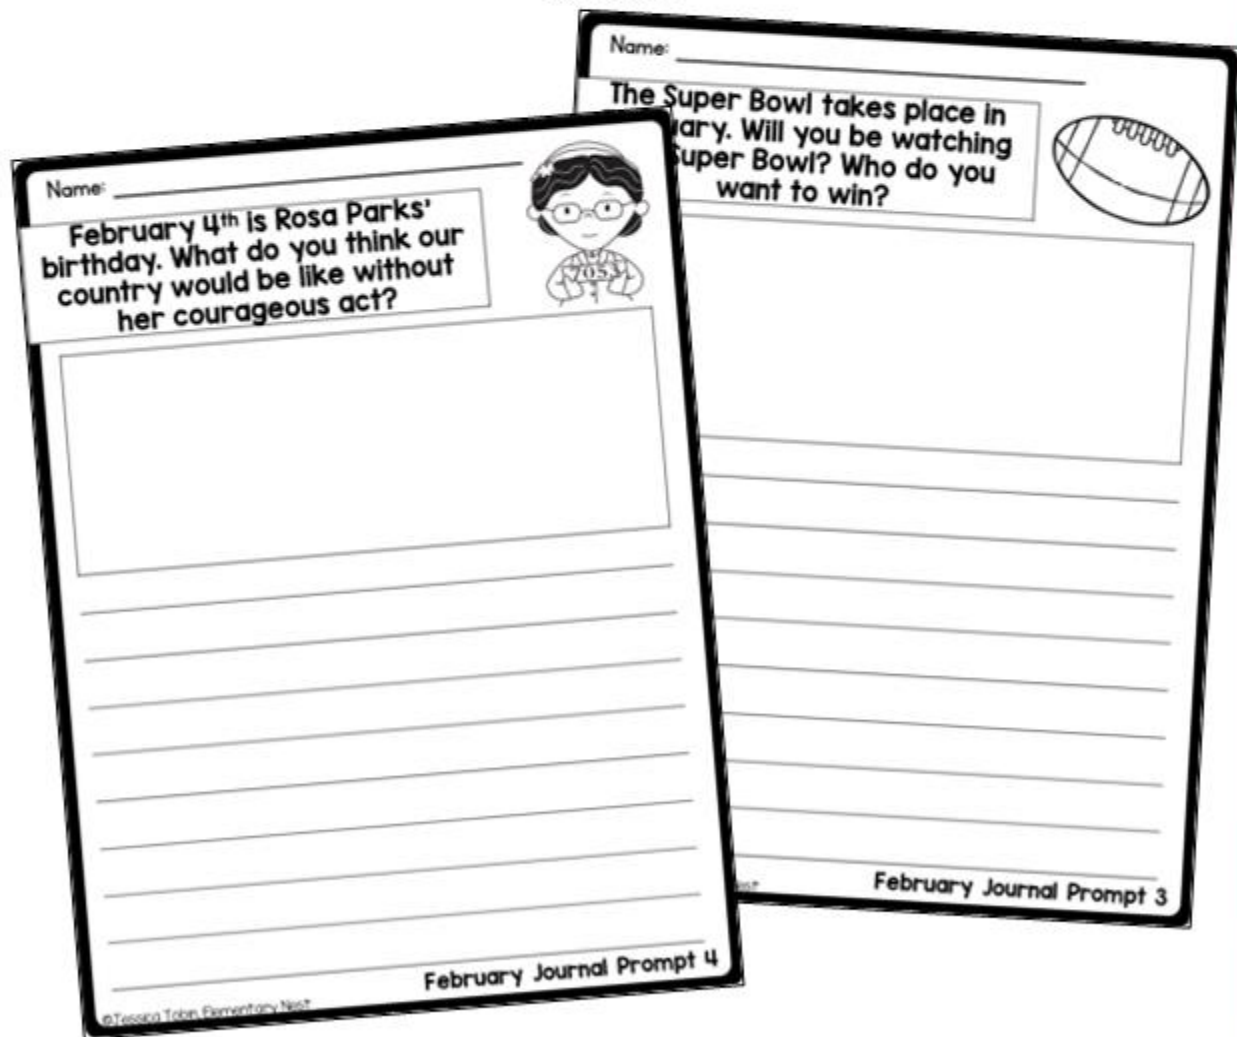 Name:
February 4th is Rosa Parks'
birthday. What do you think our
country would be like without
her courageous act?
7053
February Journal Prompt 4
©Jessica Tobin, Elementary Nest
Name:
The Super Bowl takes place in
uary. Will you be watching
Super Bowl? Who do you
want to win?
February Journal Prompt 3